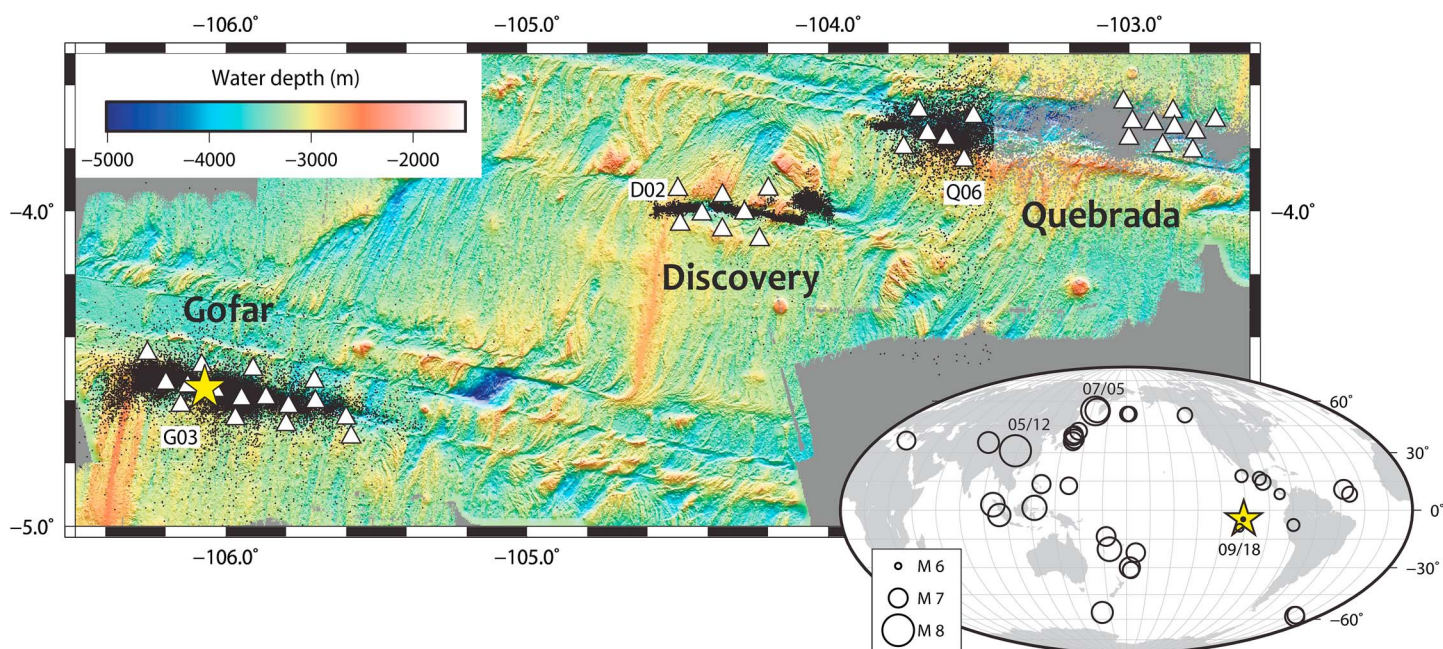 −106.0˚ −105.0˚ −104.0˚ −103.0˚
Water depth (m)
−5000 −4000 −3000 −2000
D02
Q06
−4.0˚ −4.0˚
Quebrada
Discovery
Gofar
G03
−5.0˚
−106.0˚ −105.0˚
07/05
05/12
60˚
30˚
0˚
09/18
−30˚
−60˚
M 6
M 7
M 8